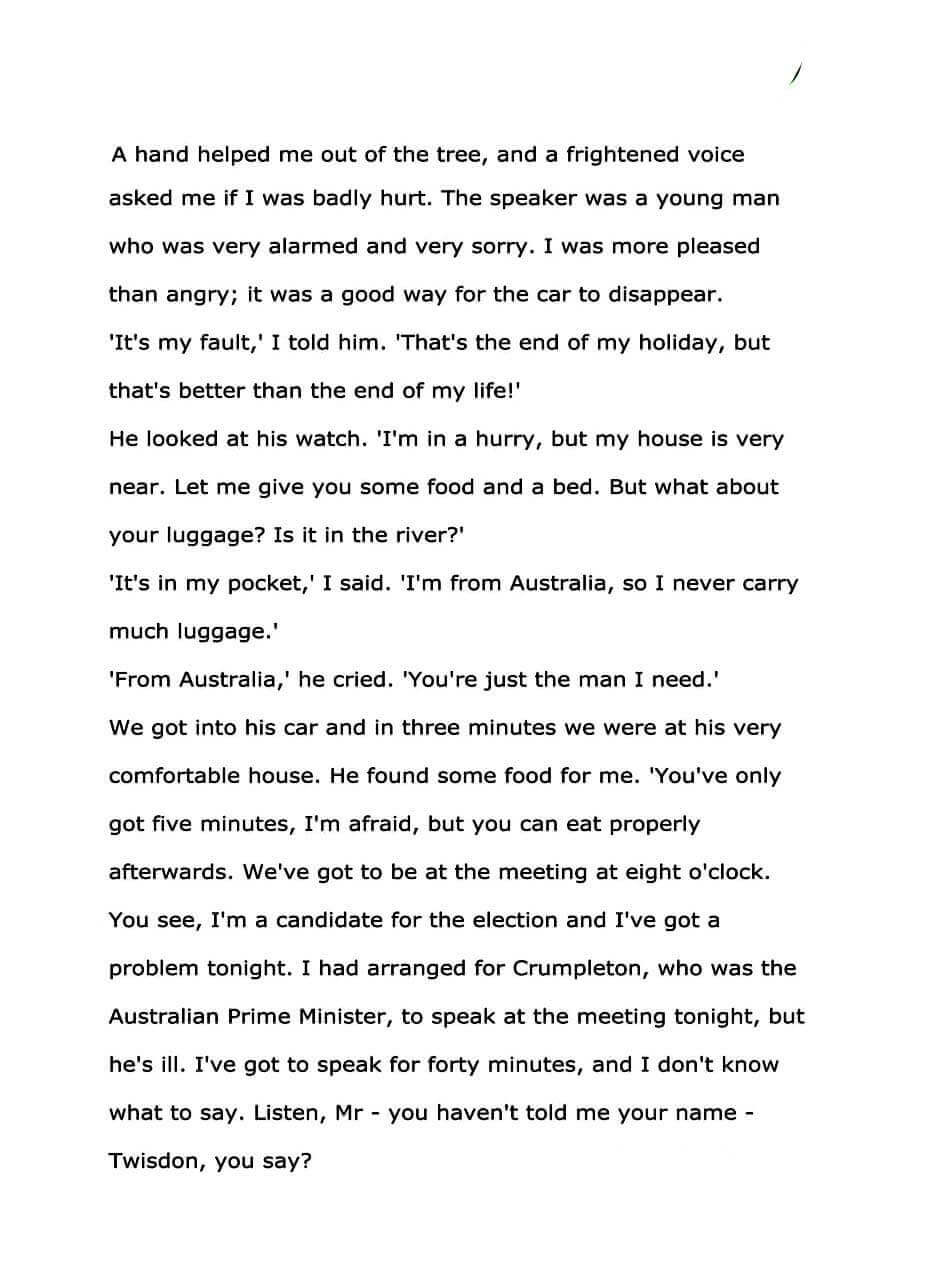 A hand helped me out of the tree, and a frightened voice
asked me if I was badly hurt. The speaker was a young man
who was very alarmed and very sorry. I was more pleased
than angry; it was a good way for the car to disappear.
'It's my fault,' I told him. 'That's the end of my holiday, but
that's better than the end of my life!'
He looked at his watch. 'I'm in a hurry, but my house is very
near. Let me give you some food and a bed. But what about
your luggage? Is it in the river?'
'It's in my pocket,' I said. 'I'm from Australia, so I never carry
much luggage.'
'From Australia,' he cried. 'You're just the man I need.'
We got into his car and in three minutes we were at his very
comfortable house. He found some food for me. 'You've only
got five minutes, I'm afraid, but you can eat properly
afterwards. We've got to be at the meeting at eight o'clock.
You see, I'm a candidate for the election and I've got a
problem tonight. I had arranged for Crumpleton, who was the
Australian Prime Minister, to speak at the meeting tonight, but
he's ill. I've got to speak for forty minutes, and I don't know
what to say. Listen, Mr - you haven't told me your name -
Twisdon, you say?